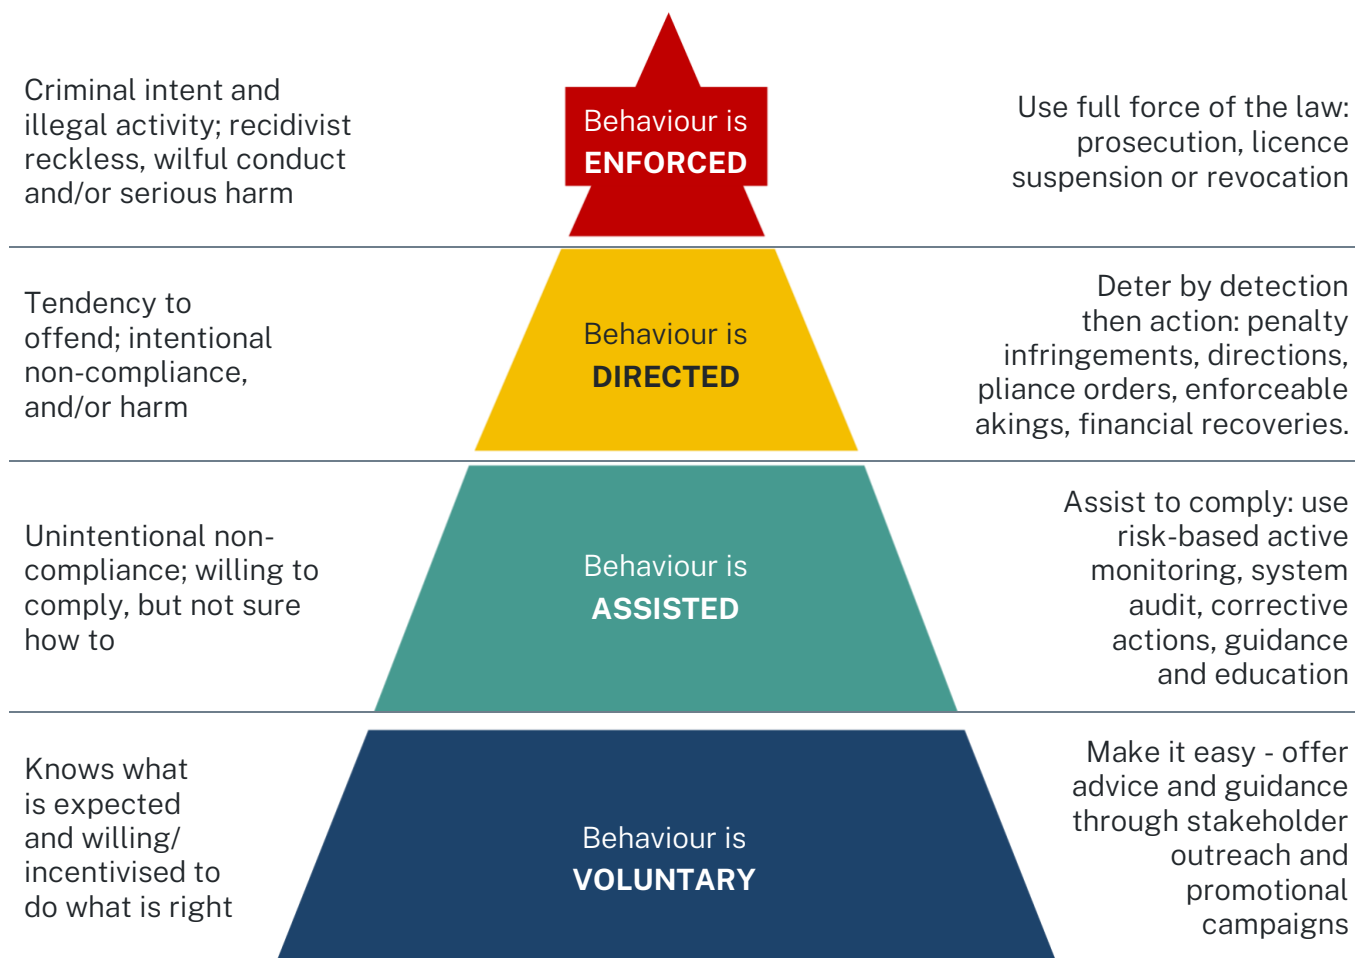 Criminal intent and
illegal activity; recidivist
reckless, wilful conduct
and/or serious harm
Behaviour is
ENFORCED
Use full force of the law:
prosecution, licence
suspension or revocation
Tendency to
offend; intentional
non-compliance,
and/or harm
Behaviour is
DIRECTED
Deter by detection
then action: penalty
infringements, directions,
pliance orders, enforceable
akings, financial recoveries.
Unintentional non-
compliance; willing to
comply, but not sure
how to
Behaviour is
ASSISTED
Assist to comply: use
risk-based active
monitoring, system
audit, corrective
actions, guidance
and education
Knows what
is expected
and willing/
incentivised to
do what is right
Behaviour is
VOLUNTARY
Make it easy - offer
advice and guidance
through stakeholder
outreach and
promotional
campaigns